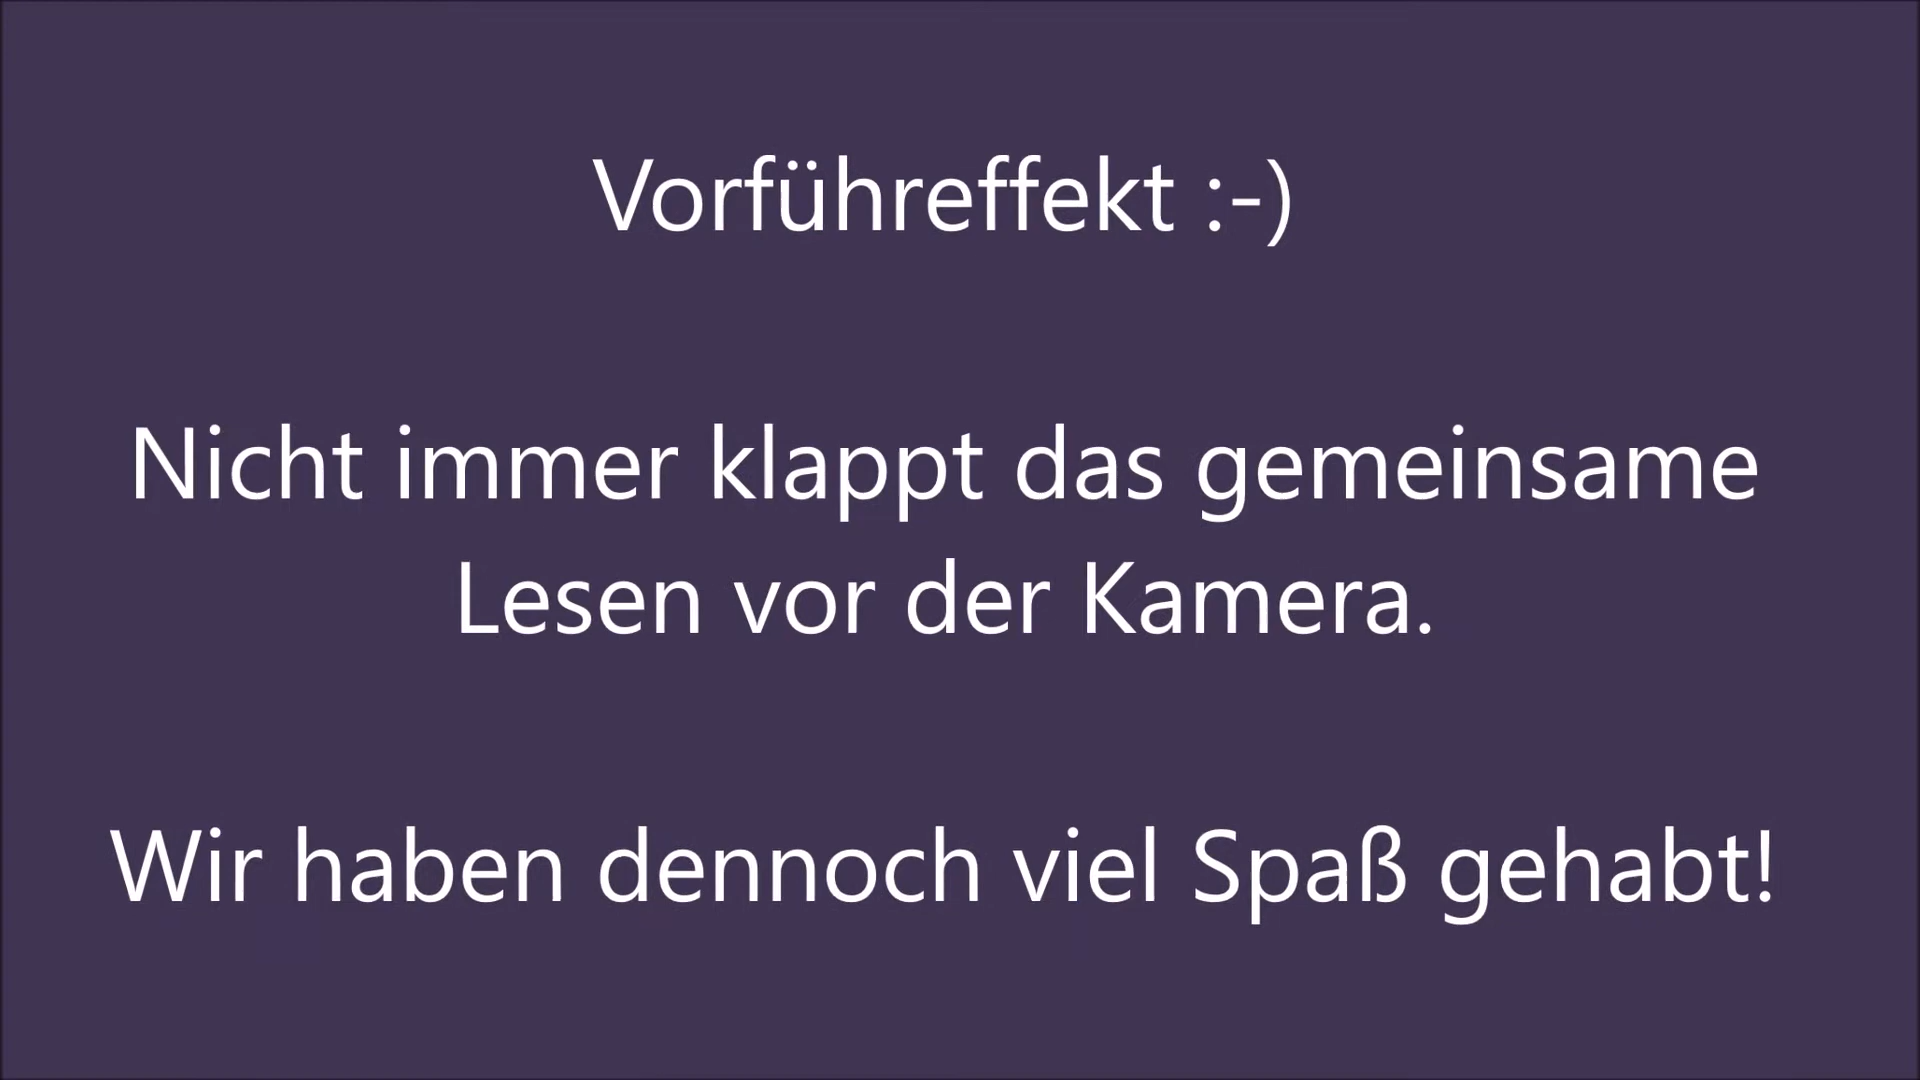 Vorführeffekt :-)
Nicht immer klappt das gemeinsame
Lesen vor der Kamera.
Wir haben dennoch viel Spaß gehabt!